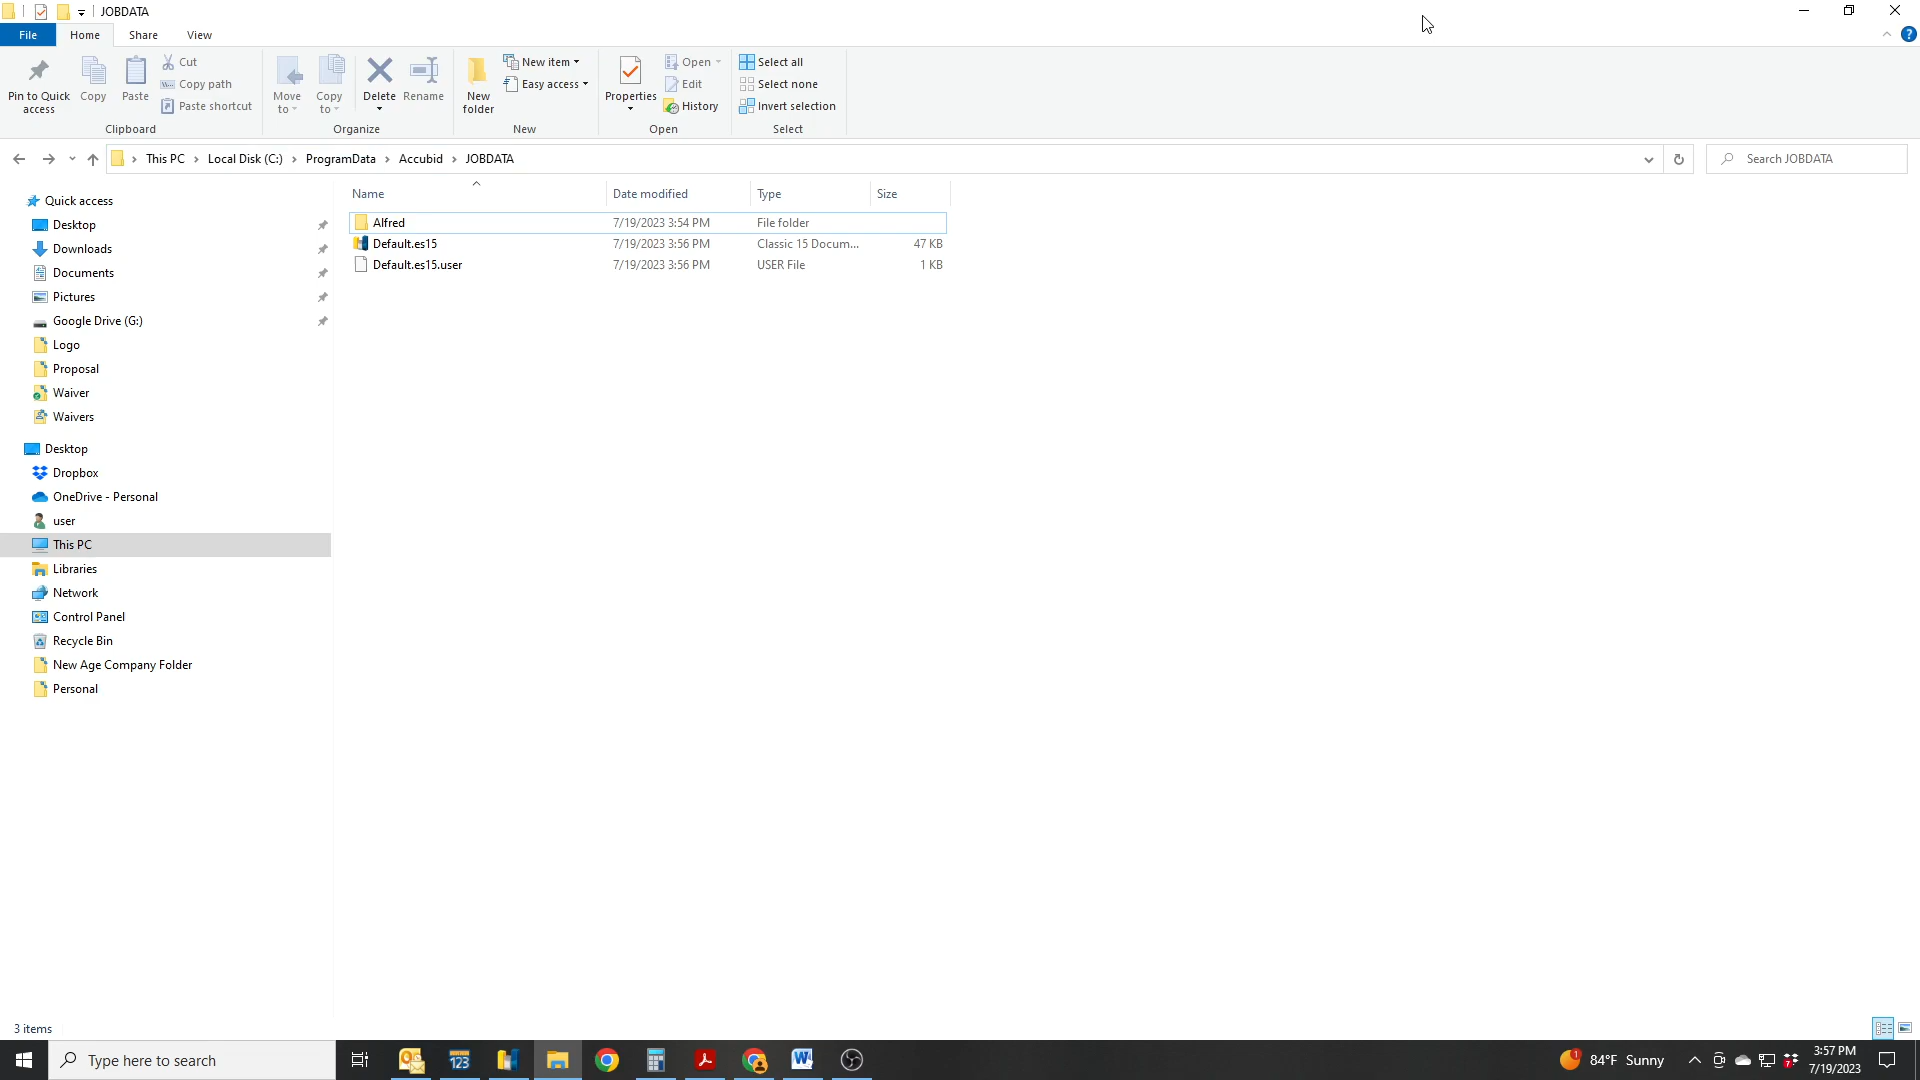 JOBDATA
File Home Share View
Pin to Quick access
Copy
Paste
Cut
Copy path
Paste shortcut
Clipboard
Move to
Copy to
Delete
Rename
Organize
New folder
New item
Easy access
New
Properties
Open
Edit
History
Open
Select all
Select none
Invert selection
Select
This PC > Local Disk (C:) > ProgramData > Accubid > JOBDATA
Search JOBDATA
Name Date modified Type Size
Alfred 7/19/2023 3:54 PM File folder
Default.es15 7/19/2023 3:56 PM Classic 15 Docum... 47 KB
Default.es15.user 7/19/2023 3:56 PM USER File 1 KB
Quick access
Desktop
Downloads
Documents
Pictures
Google Drive (G:)
Logo
Proposal
Waiver
Waivers
Desktop
Dropbox
OneDrive - Personal
user
This PC
Libraries
Network
Control Panel
Recycle Bin
New Age Company Folder
Personal
3 items
Type here to search
123
W
1
84°F Sunny
7
3:57 PM
7/19/2023